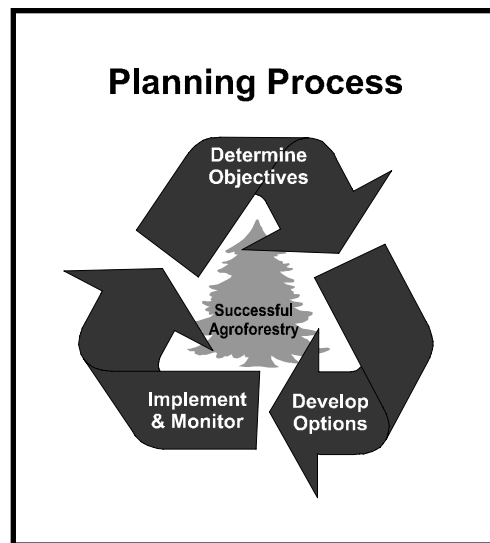 Planning Process
Determine
Objectives
Successful
Agroforestry
Implement
& Monitor
Develop
Options